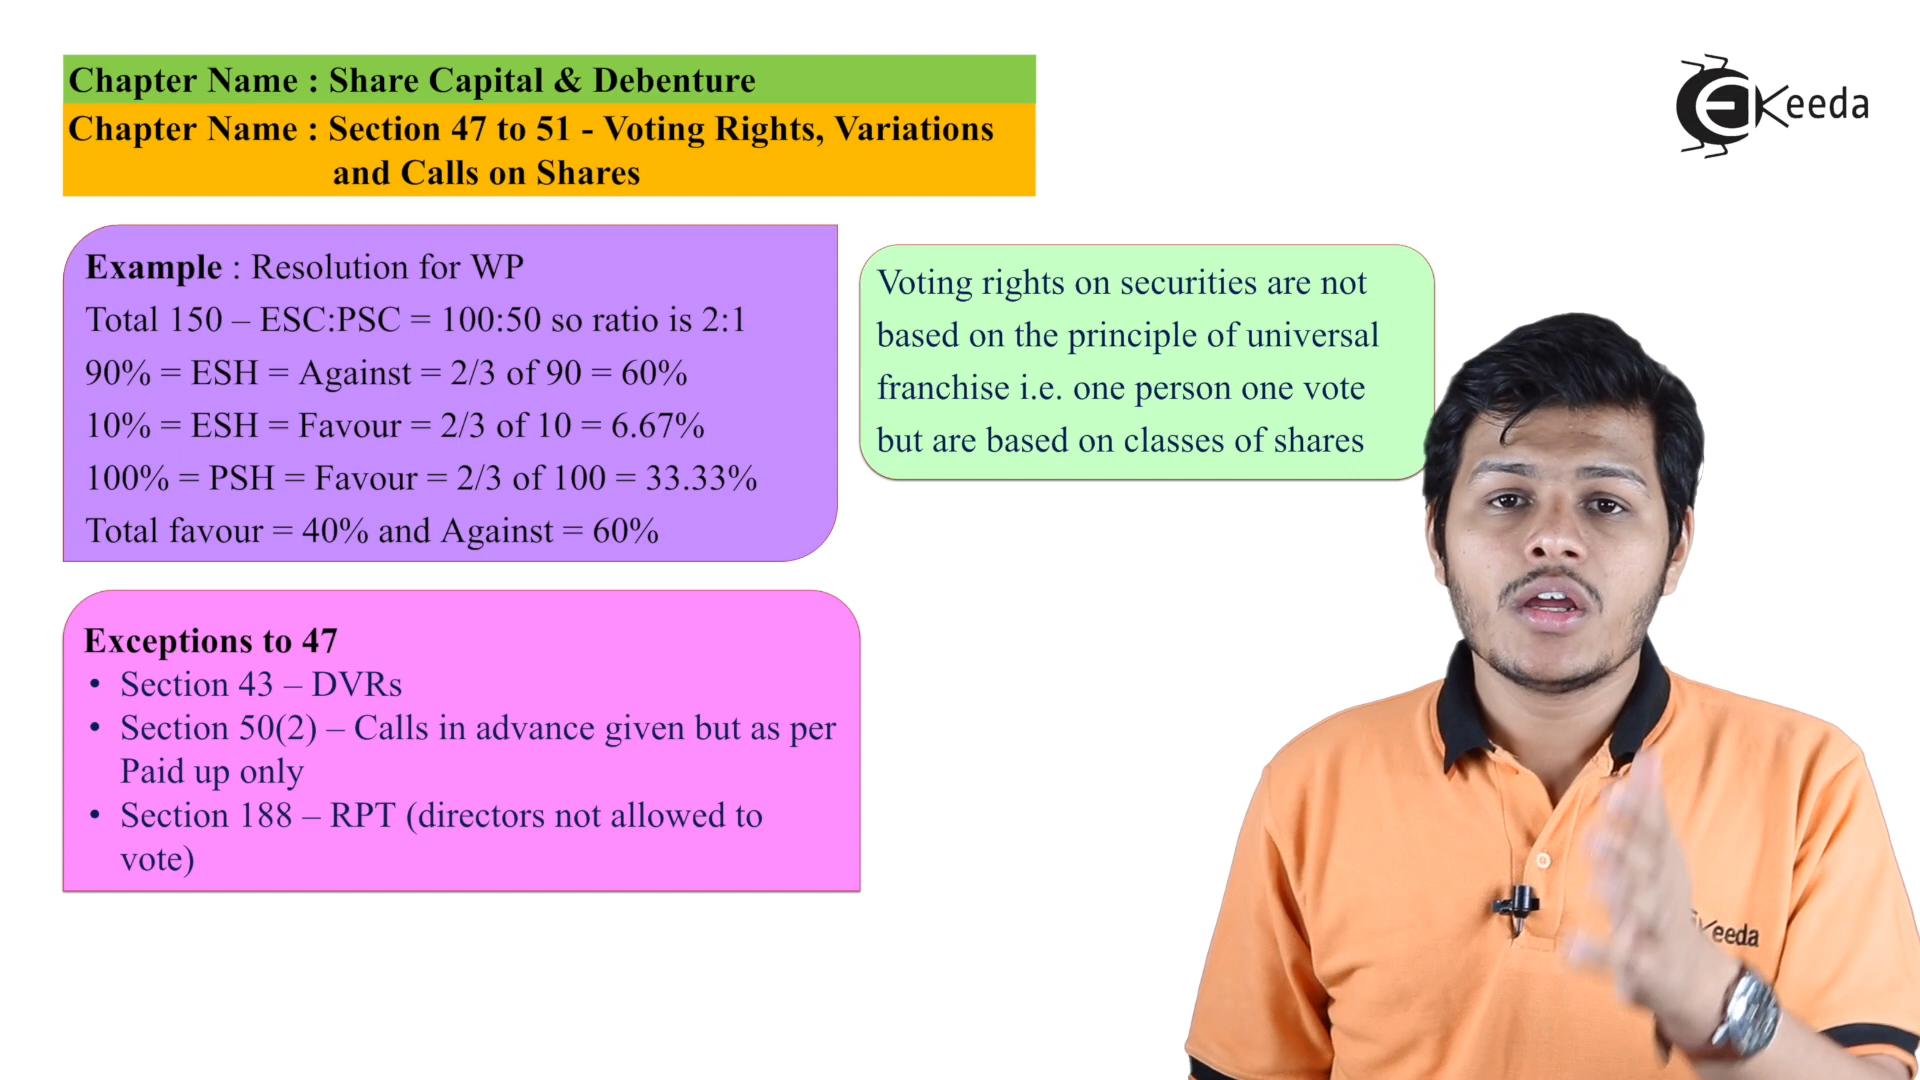 Chapter Name : Share Capital & Debenture
Chapter Name : Section 47 to 51 - Voting Rights, Variations
and Calls on Shares
Keeda
Example : Resolution for WP
Total 150 – ESC:PSC = 100:50 so ratio is 2:1
90% = ESH = Against = 2/3 of 90 = 60%
10% = ESH = Favour = 2/3 of 10 = 6.67%
100% = PSH = Favour = 2/3 of 100 = 33.33%
Total favour = 40% and Against = 60%
Voting rights on securities are not
based on the principle of universal
franchise i.e. one person one vote
but are based on classes of shares
Exceptions to 47
• Section 43 – DVRs
• Section 50(2) – Calls in advance given but as per
Paid up only
• Section 188 – RPT (directors not allowed to
vote)
Keeda